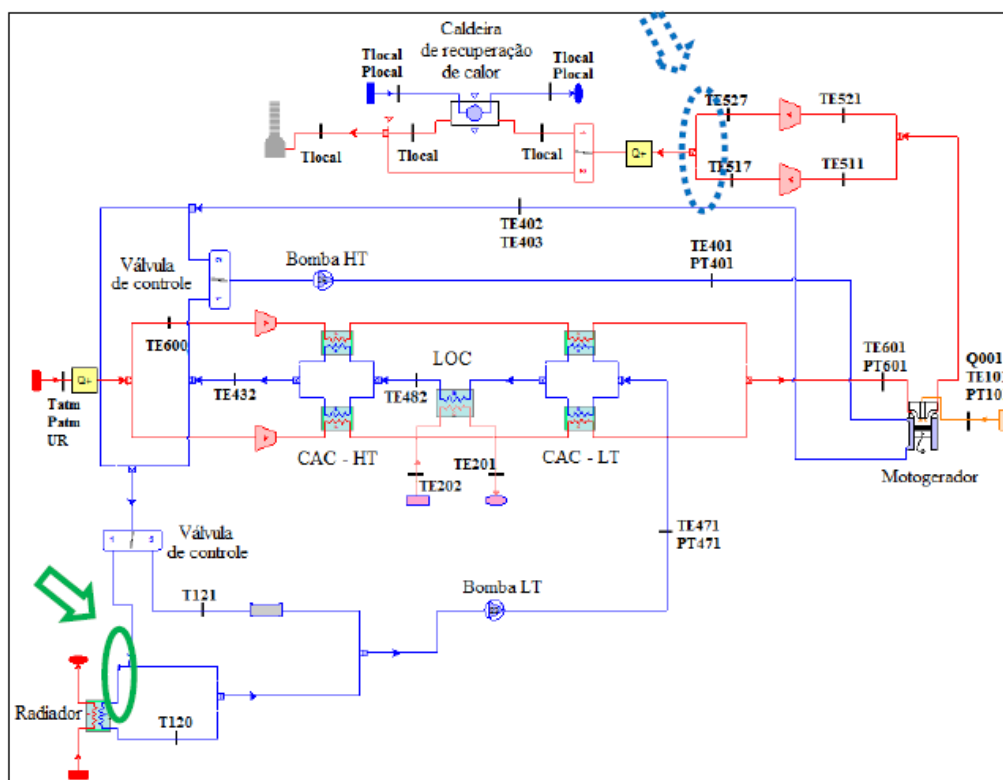 Caldeira
de recuperação
de calor
Tlocal
Plocal
Tlocal
Plocal
TE527
TE521
Tlocal
Tlocal
Tlocal
Q+
TE517
TE511
TE402
TE403
TE401
PT401
Válvula
de controle
Bomba HT
TE600
LOC
TE601
PT601
Q001
TE10
PT10
Q+
TE432
TE482
Tatm
Patm
UR
CAC - HT
TE201
TE202
CAC - LT
Motogerador
TE471
PT471
1
2
Válvula
de controle
Bomba LT
T121
Radiador
T120